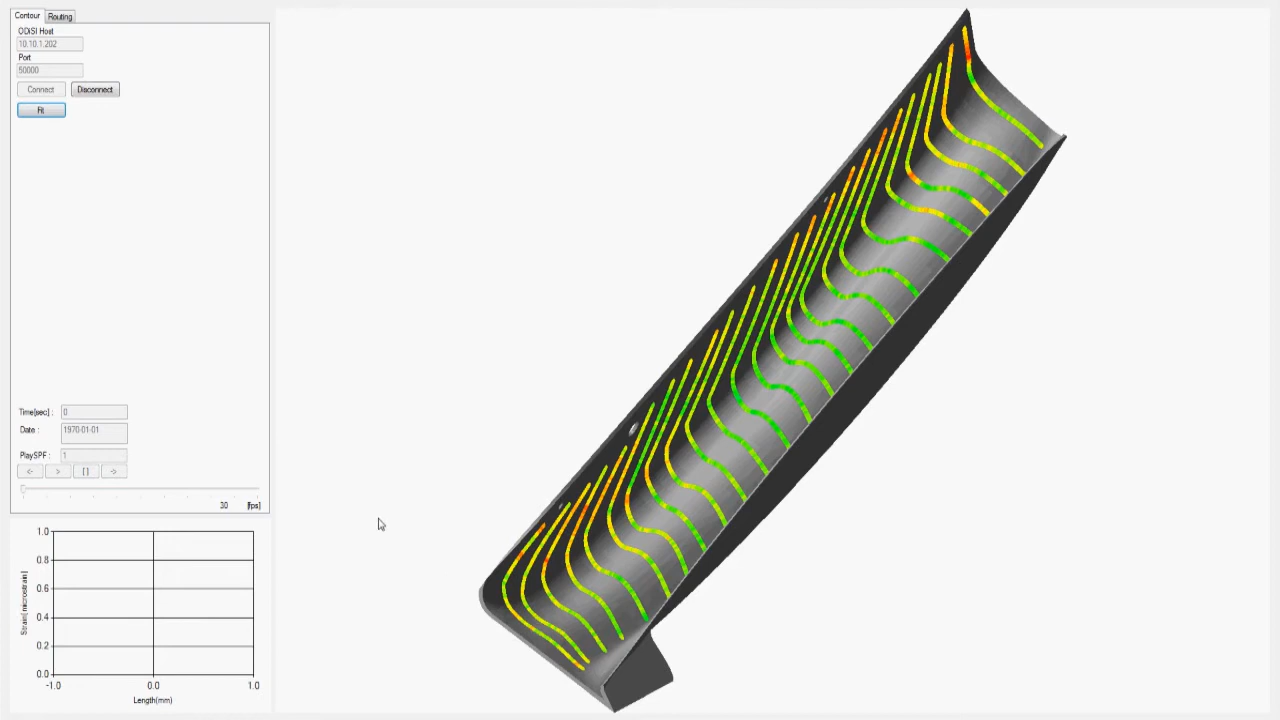 Contour Routing
ODiSI Host
10.10.1.202
Port
50000
Connect Disconnect
Fit
Time[sec] : 0
Date : 1970-01-01
PlaySPF : 1
<- > [ ] ->
30 [fps]
1.0
0.8
0.6
0.4
0.2
0.0
Strain[microstrain]
-1.0 0.0 1.0
Length(mm)